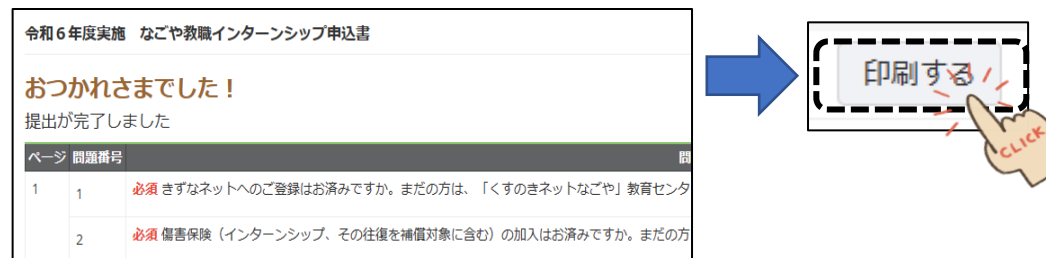 令和６年度実施　なごや教職インターンシップ申込書
おつかれさまでした！
提出が完了しました
ページ 問題番号 問
1 1 必須 きずなネットへのご登録はお済みですか。まだの方は、「くすのきネットなごや」教育センタ
2 必須 傷害保険（インターンシップ、その往復を補償対象に含む）の加入はお済みですか。まだの方
印刷する
CLICK